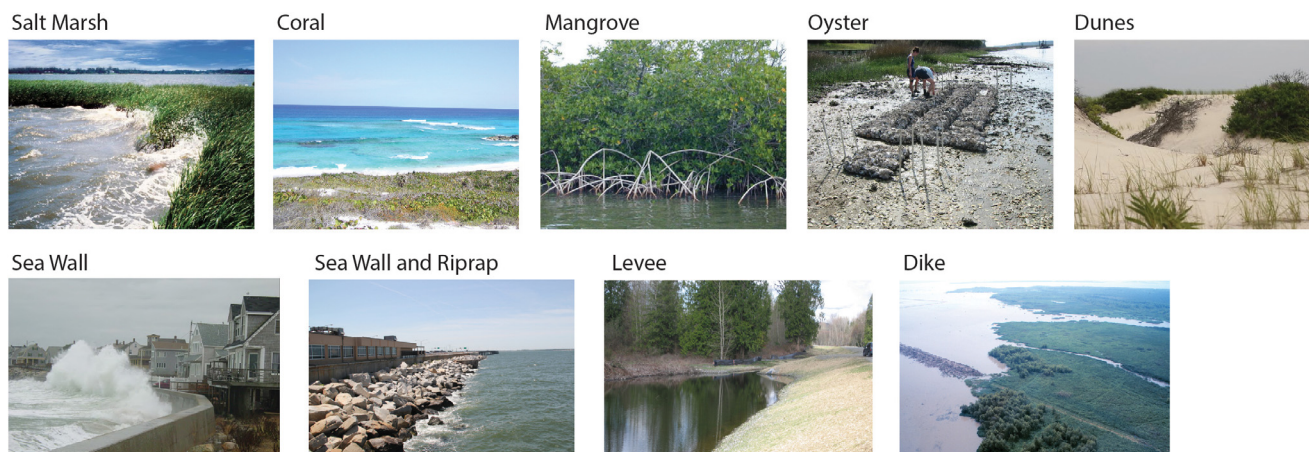 Salt Marsh
Coral
Mangrove
Oyster
Dunes
Sea Wall
Sea Wall and Riprap
Levee
Dike